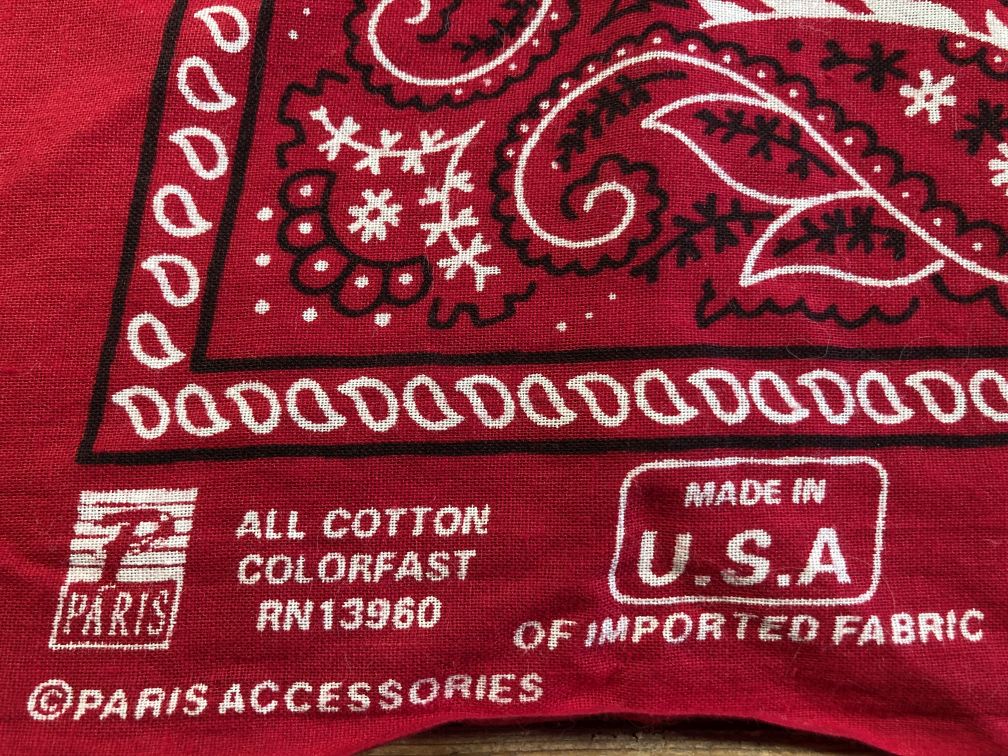 PARIS
ALL COTTON
COLORFAST
RN13960
MADE IN
U.S.A
OF IMPORTED FABRIC
©PARIS ACCESSORIES